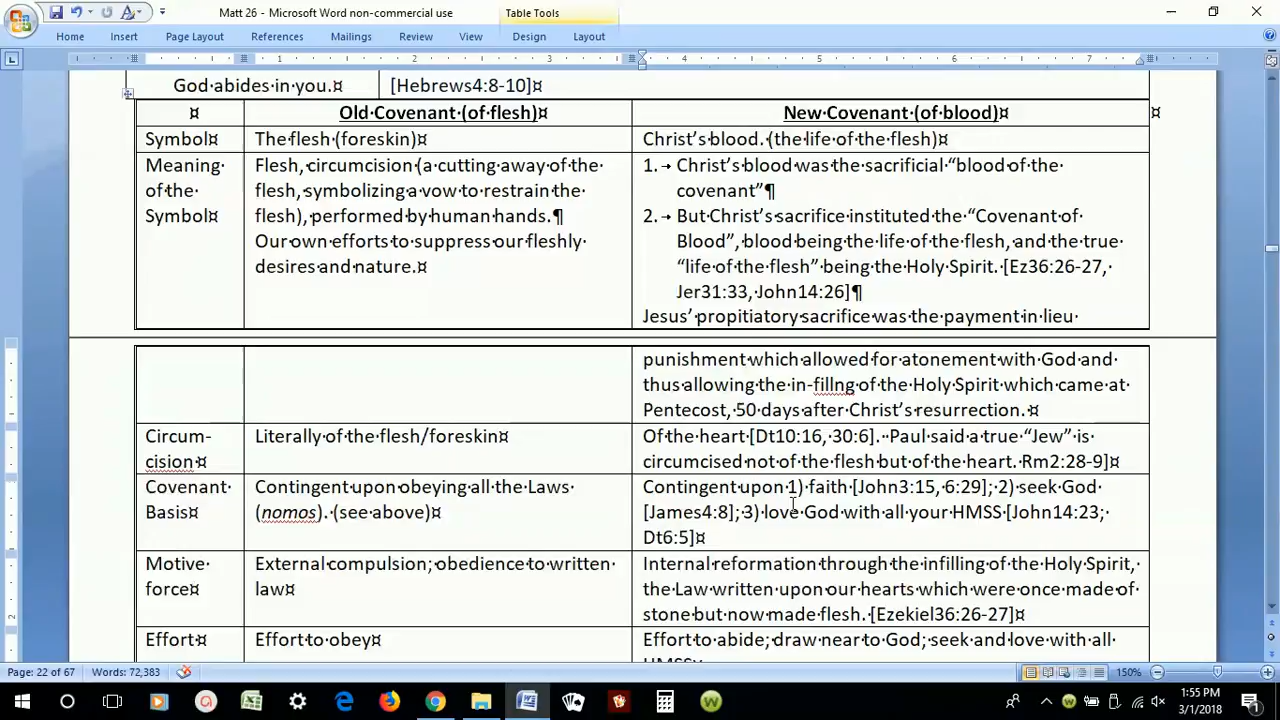 Matt 26 - Microsoft Word non-commercial use
Table Tools
Home Insert Page Layout References Mailings Review View Design Layout
1 2 3 4 5 6 7
God·abides·in·you.¤ [Hebrews4:8-10]¤
¤ Old·Covenant·(of·flesh)¤ New·Covenant·(of·blood)¤ ¤
Symbol¤ The·flesh·(foreskin)¤ Christ’s·blood.·(the·life·of·the·flesh)¤
Meaning·
of·the·
Symbol¤
Flesh,·circumcision·(a·cutting·away·of·the·
flesh,·symbolizing·a·vow·to·restrain·the·
flesh),·performed·by·human·hands.¶
Our·own·efforts·to·suppress·our·fleshly·
desires·and·nature.¤
1.→Christ’s·blood·was·the·sacrificial·“blood·of·the·
covenant”¶
2.→But·Christ’s·sacrifice·instituted·the·“Covenant·of·
Blood”,·blood·being·the·life·of·the·flesh,·and·the·true·
“life·of·the·flesh”·being·the·Holy·Spirit.·[Ez36:26-27,·
Jer31:33,·John14:26]¶
Jesus’·propitiatory·sacrifice·was·the·payment·in·lieu·
punishment·which·allowed·for·atonement·with·God·and·
thus·allowing·the·in-fillng·of·the·Holy·Spirit·which·came·at·
Pentecost,·50·days·after·Christ’s·resurrection.·¤
Circum-
cision·¤
Literally·of·the·flesh/foreskin¤
Of·the·heart·[Dt10:16,·30:6].··Paul·said·a·true·“Jew”·is·
circumcised·not·of·the·flesh·but·of·the·heart.·Rm2:28-9]¤
Covenant·
Basis¤
Contingent·upon·obeying·all·the·Laws·
(nomos).·(see·above)¤
Contingent·upon·1)·faith·[John3:15,·6:29];·2)·seek·God·
[James4:8];·3)·love·God·with·all·your·HMSS·[John14:23;·
Dt6:5]¤
Motive·
force¤
External·compulsion;·obedience·to·written·
law¤
Internal·reformation·through·the·infilling·of·the·Holy·Spirit,·
the·Law·written·upon·our·hearts·which·were·once·made·of·
stone·but·now·made·flesh.·[Ezekiel36:26-27]¤
Effort·¤ Effort·to·obey¤ Effort·to·abide;·draw·near·to·God;·seek·and·love·with·all·
HMSS¤
Page: 22 of 67 Words: 72,383 150%
1:55 PM
3/1/2018